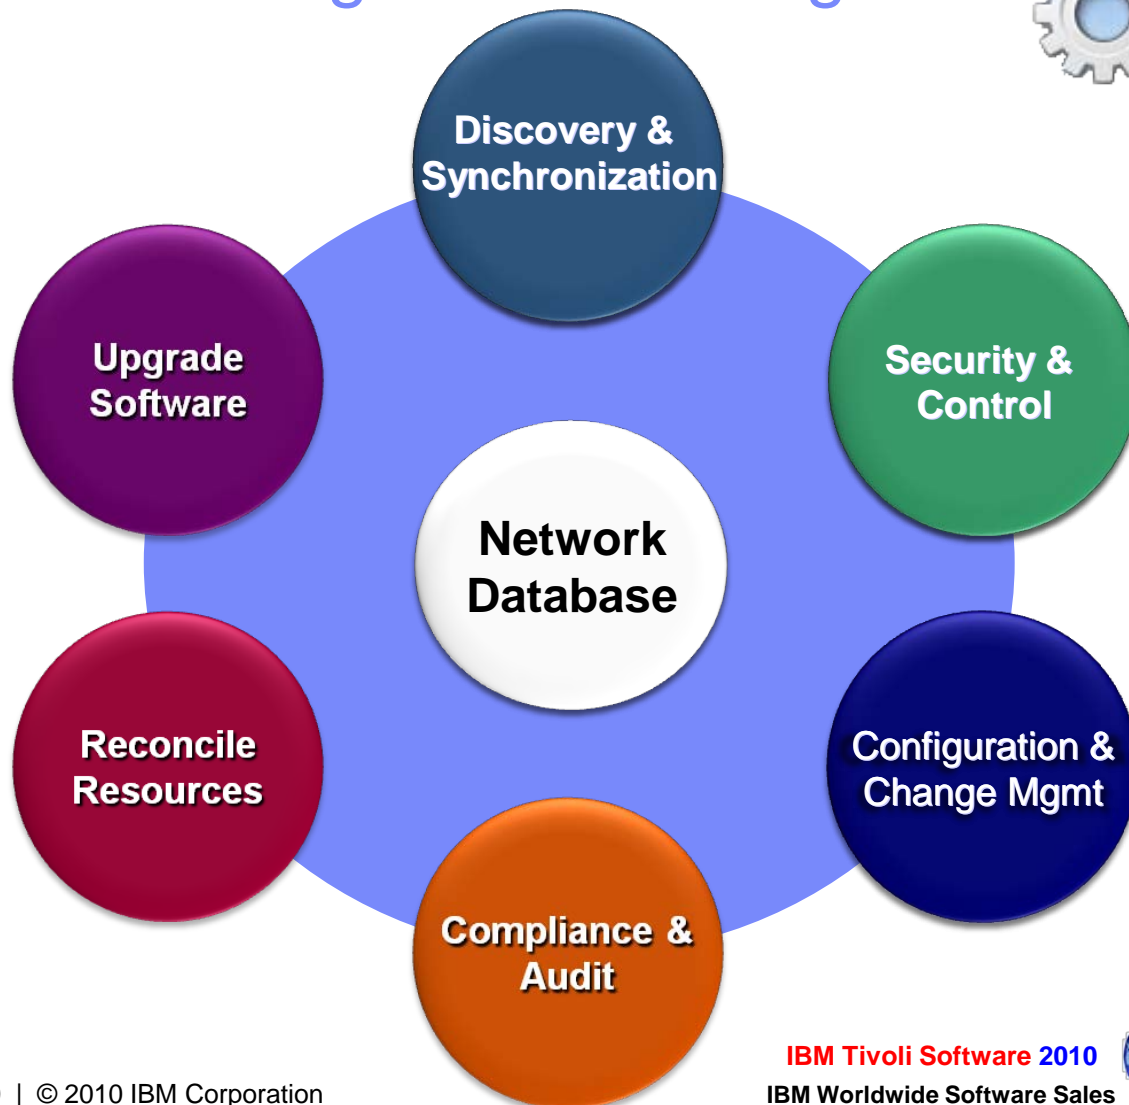 Discovery &
Synchronization
Upgrade
Software
Security &
Control
Network
Database
Reconcile
Resources
Configuration &
Change Mgmt
Compliance &
Audit
IBM Tivoli Software 2010
| © 2010 IBM Corporation
IBM Worldwide Software Sales